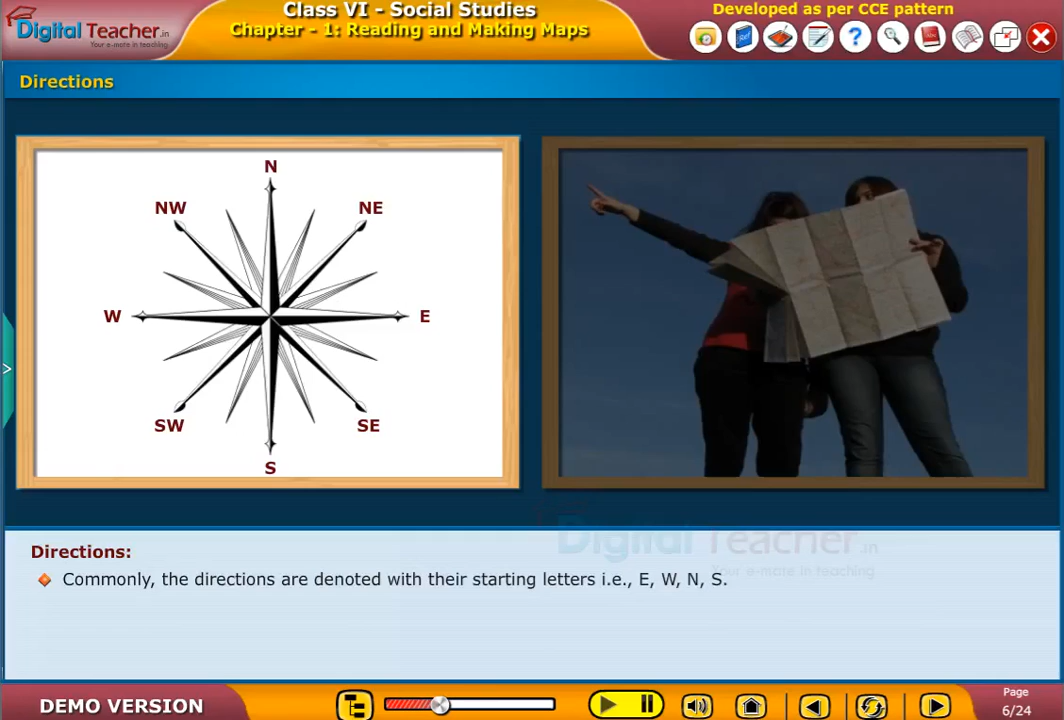 Digital Teacher.in
Your e-mate in teaching
Class VI - Social Studies
Chapter - 1: Reading and Making Maps
Developed as per CCE pattern
Ref
?
ABC
Directions
N
NW
NE
W
E
SW
SE
S
>
Digital Teacher.in
Your e-mate in teaching
Directions:
Commonly, the directions are denoted with their starting letters i.e., E, W, N, S.
DEMO VERSION
Page
6/24